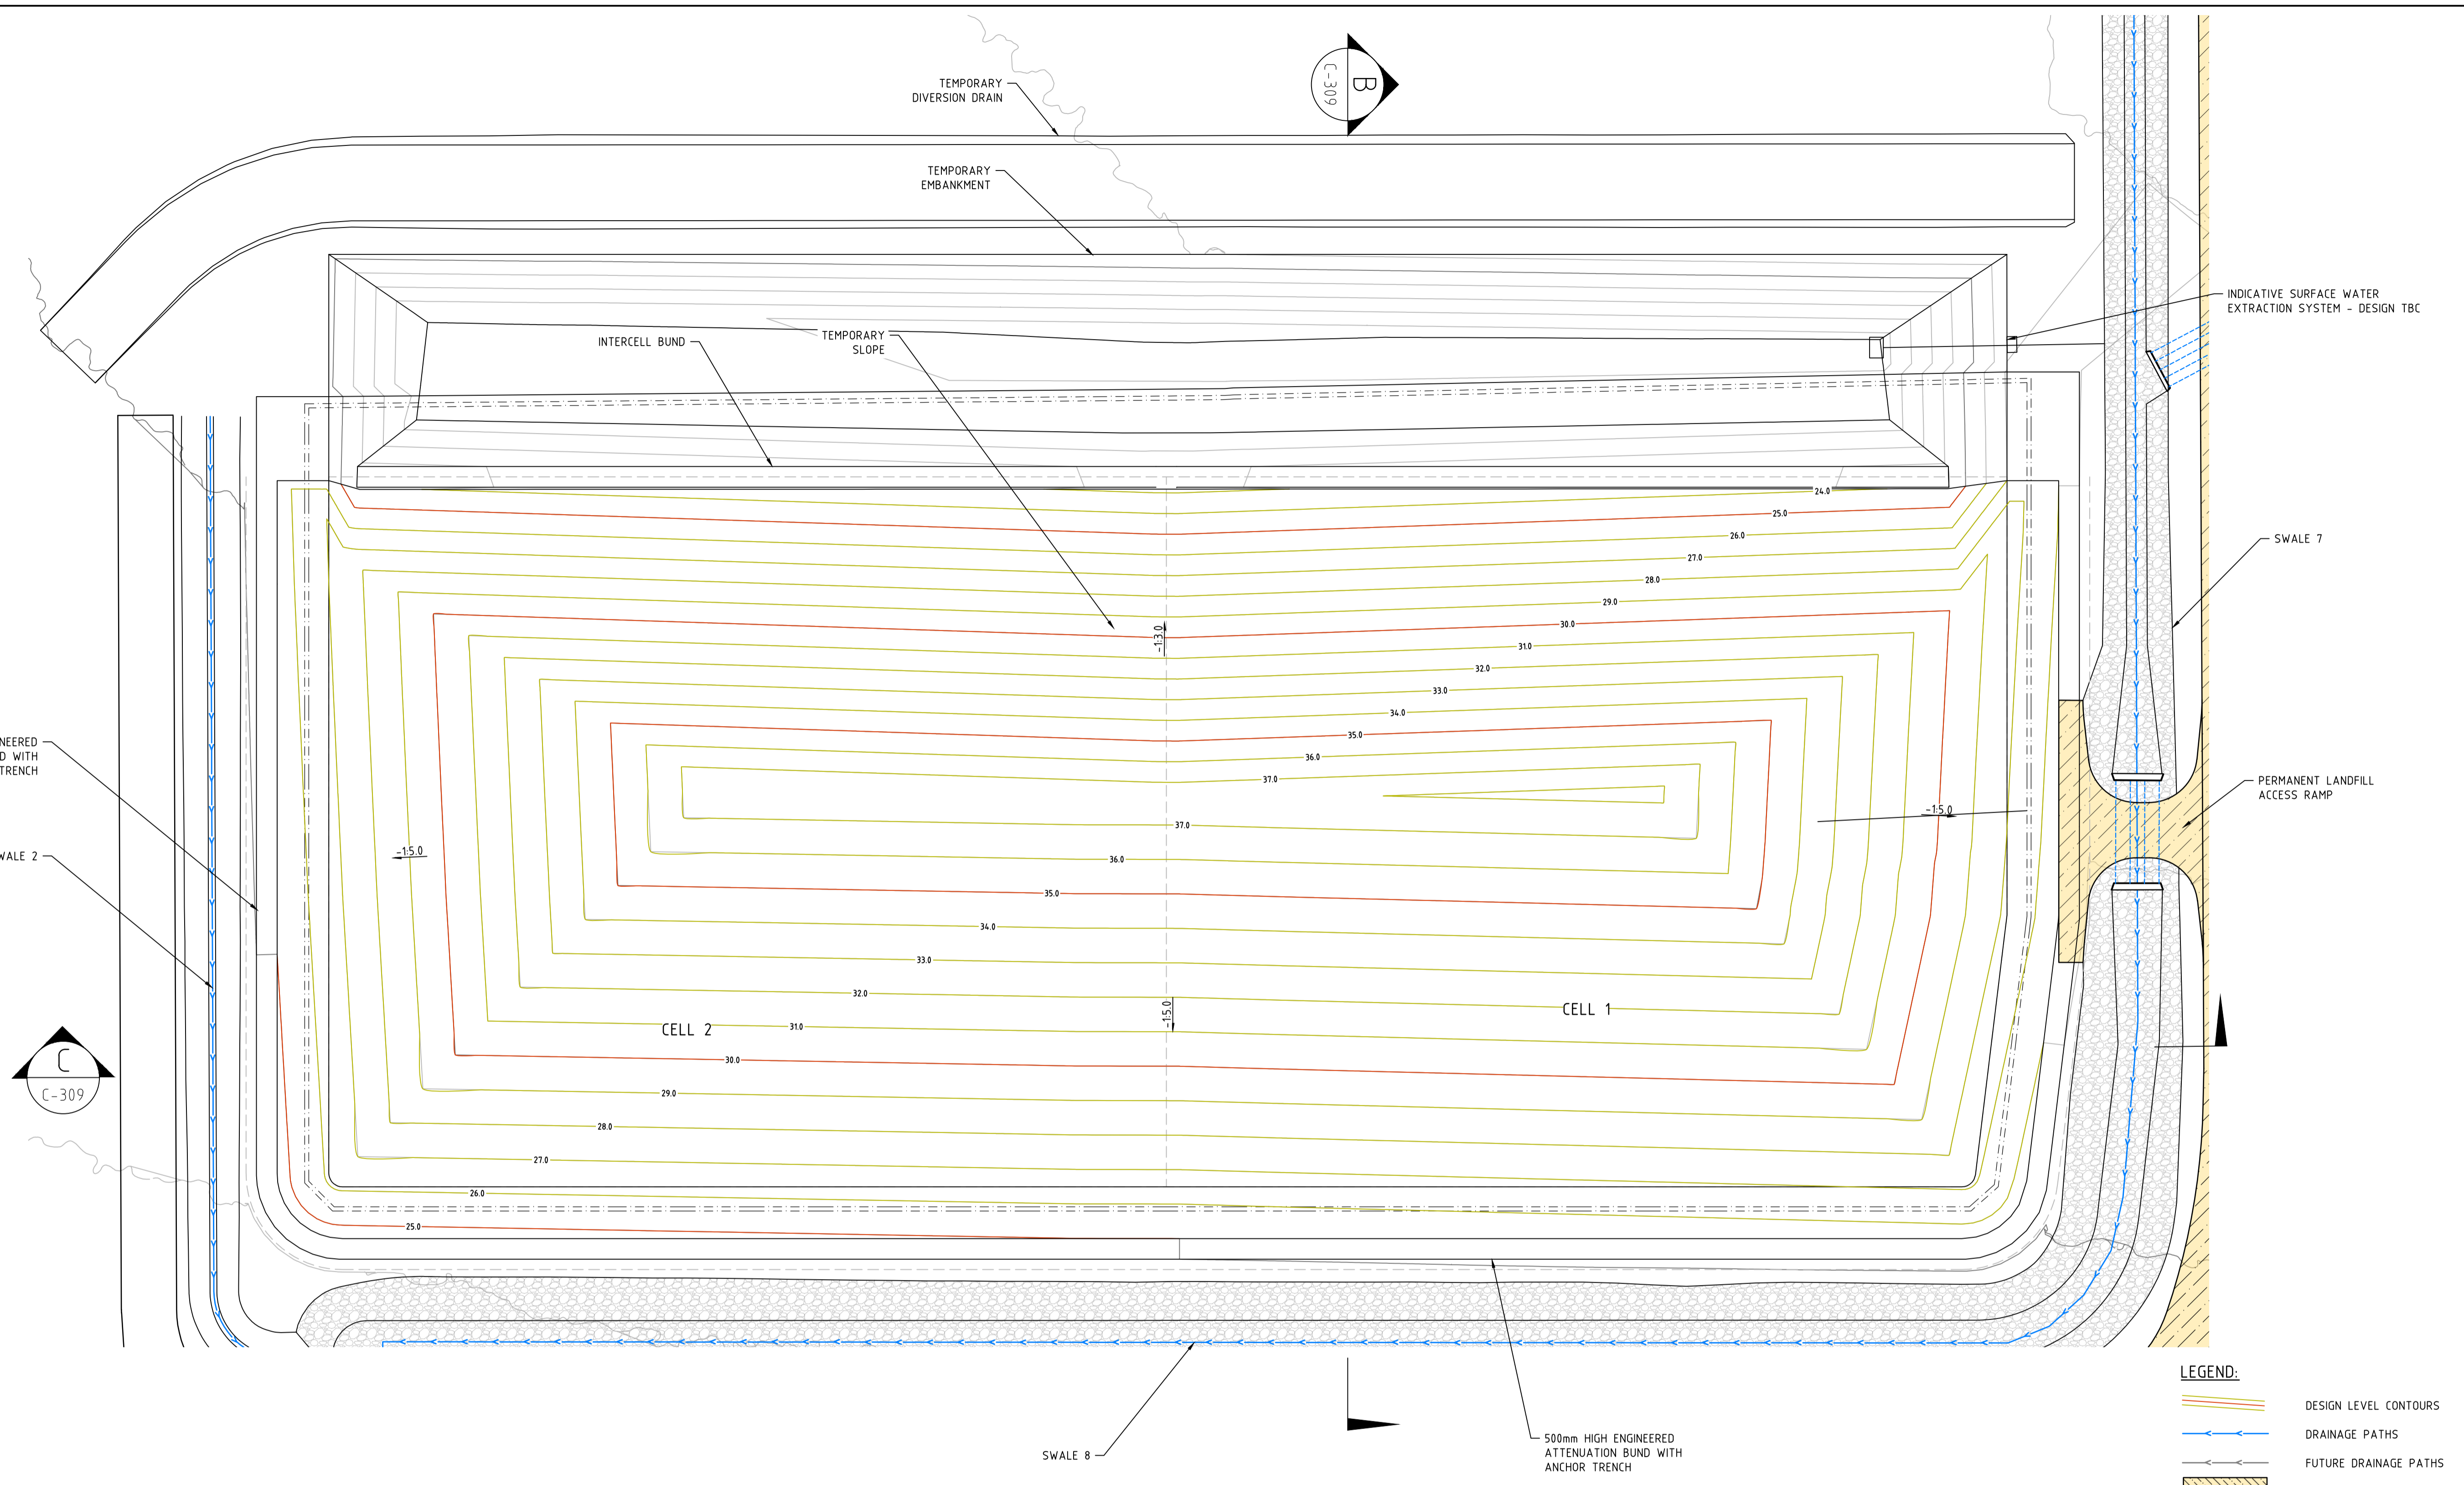 TEMPORARY
DIVERSION DRAIN
B
C-309
TEMPORARY
EMBANKMENT
INDICATIVE SURFACE WATER
EXTRACTION SYSTEM - DESIGN TBC
TEMPORARY
SLOPE
INTERCELL BUND
24.0
25.0
26.0
27.0
28.0
29.0
30.0
31.0
32.0
33.0
34.0
35.0
36.0
37.0
-1:3.0
SWALE 7
NEERED
D WITH
TRENCH
PERMANENT LANDFILL
ACCESS RAMP
-1:5.0
-1:5.0
WALE 2
37.0
36.0
35.0
34.0
33.0
32.0
31.0
30.0
29.0
28.0
27.0
26.0
25.0
CELL 2
CELL 1
-1:5.0
C
C-309
SWALE 8
500mm HIGH ENGINEERED
ATTENUATION BUND WITH
ANCHOR TRENCH
LEGEND:
DESIGN LEVEL CONTOURS
DRAINAGE PATHS
FUTURE DRAINAGE PATHS